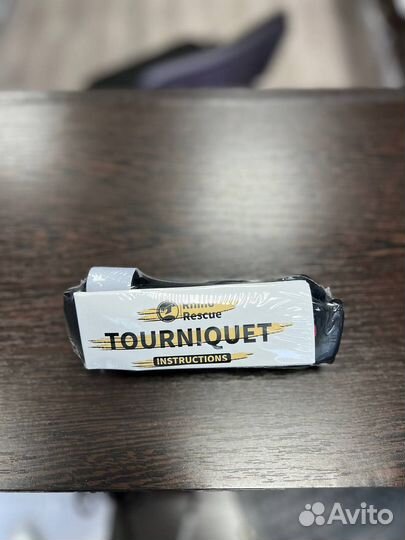 Rhino
Rescue
TOURNIQUET
INSTRUCTIONS
Avito